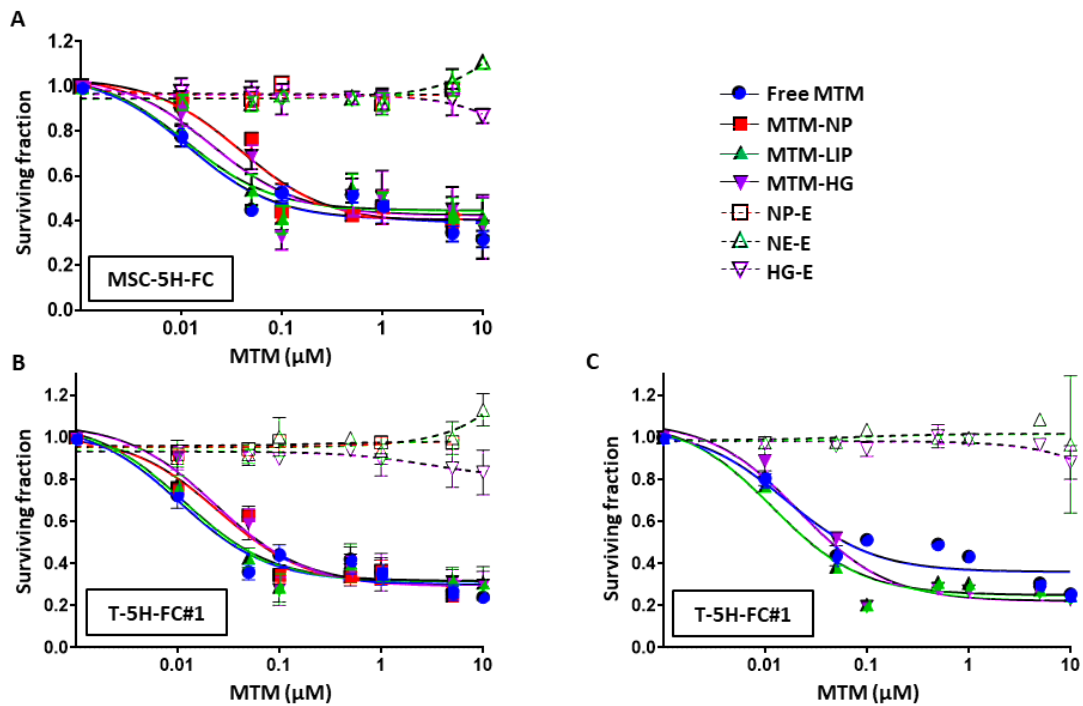 A
1.2
1.0
0.8
0.6
0.4
0.2
0.0
Surviving fraction
MSC-5H-FC
0.01 0.1 1 10
MTM (µM)
Free MTM
MTM-NP
MTM-LIP
MTM-HG
NP-E
NE-E
HG-E
B
1.2
1.0
0.8
0.6
0.4
0.2
0.0
Surviving fraction
T-5H-FC#1
0.01 0.1 1 10
MTM (µM)
C
1.2
1.0
0.8
0.6
0.4
0.2
0.0
Surviving fraction
T-5H-FC#1
0.01 0.1 1 10
MTM (µM)